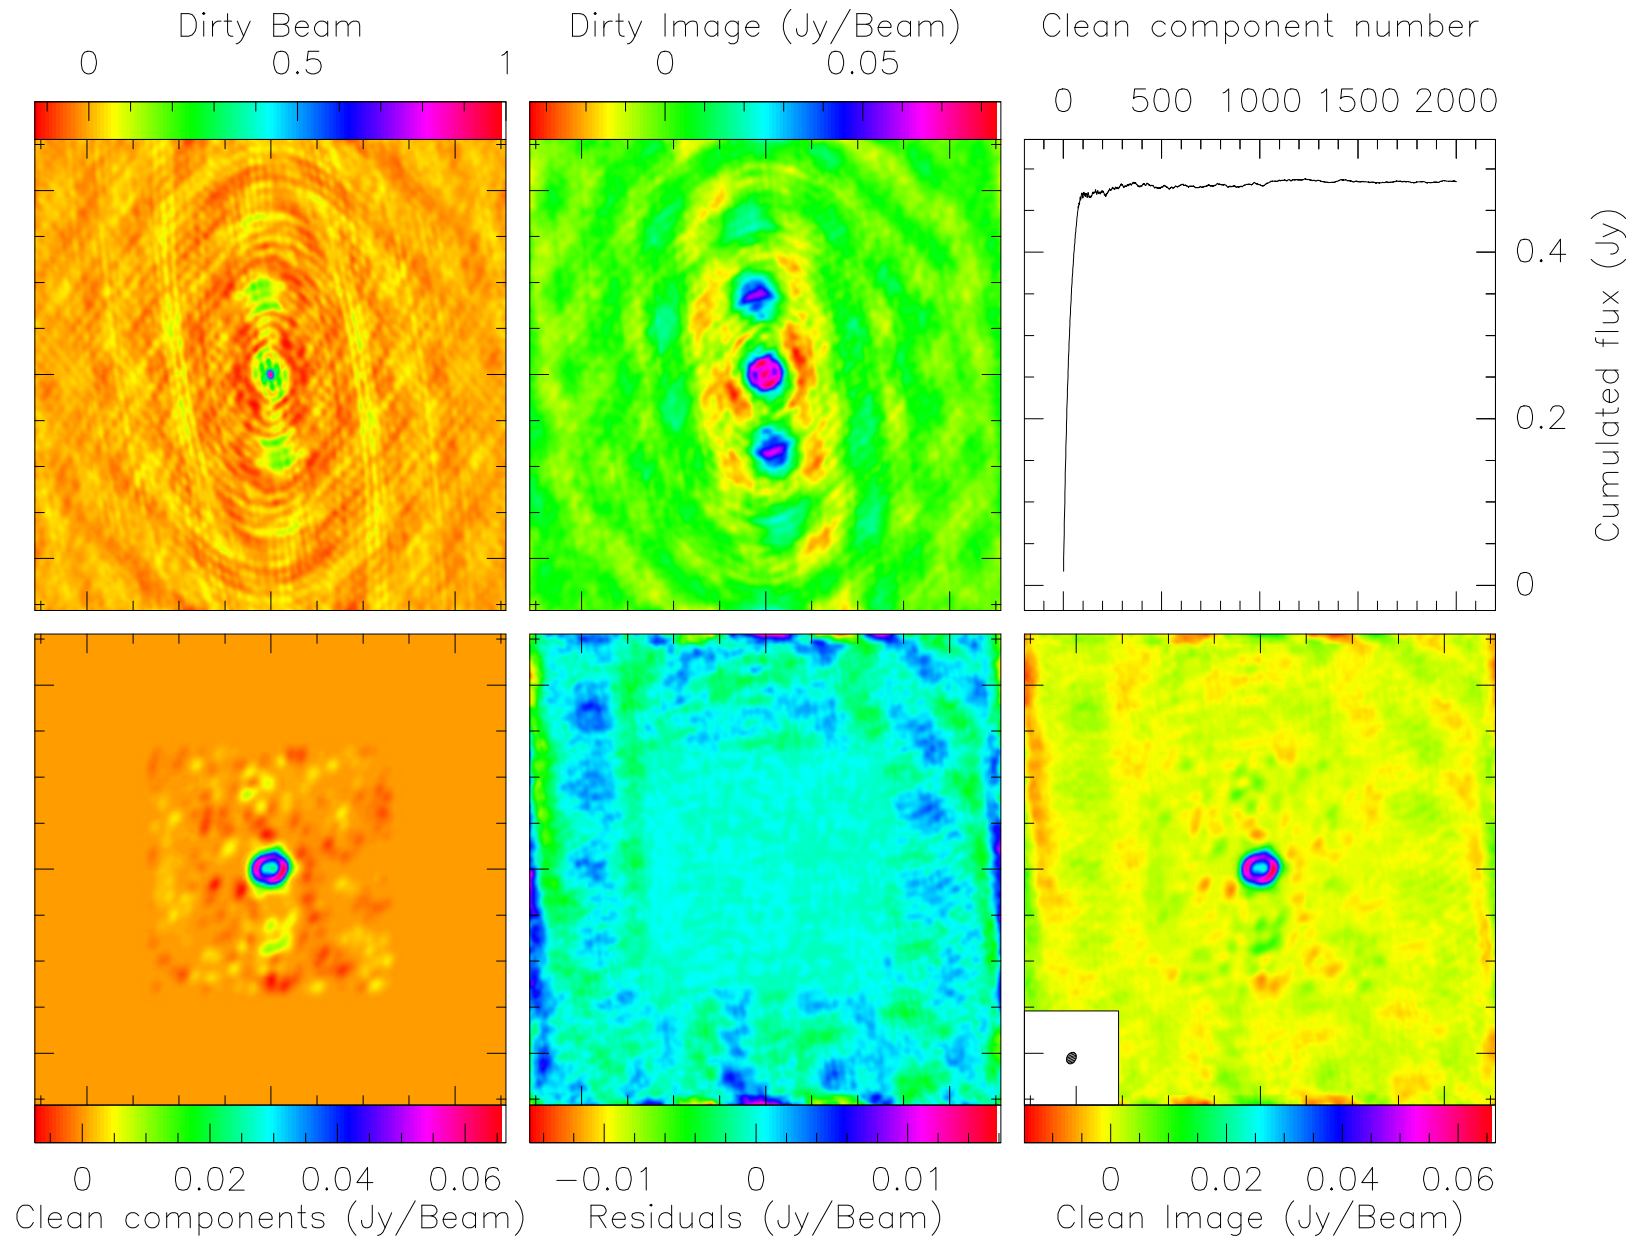 Dirty Beam
0 0.5 1
Dirty Image (Jy/Beam)
0 0.05
Clean component number
0 500 1000 1500 2000
0.4
0.2
0
Cumulated flux (Jy)
0 0.02 0.04 0.06
Clean components (Jy/Beam)
−0.01 0 0.01
Residuals (Jy/Beam)
0 0.02 0.04 0.06
Clean Image (Jy/Beam)